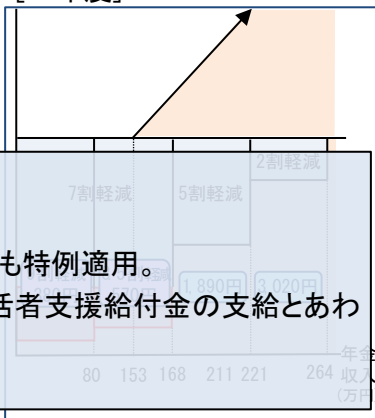 2割軽減
7割軽減
5割軽減
も特例適用。
1,890円
3,020円
活者支援給付金の支給とあわ
80 153 168 211 221 264
年金
収入
(万円